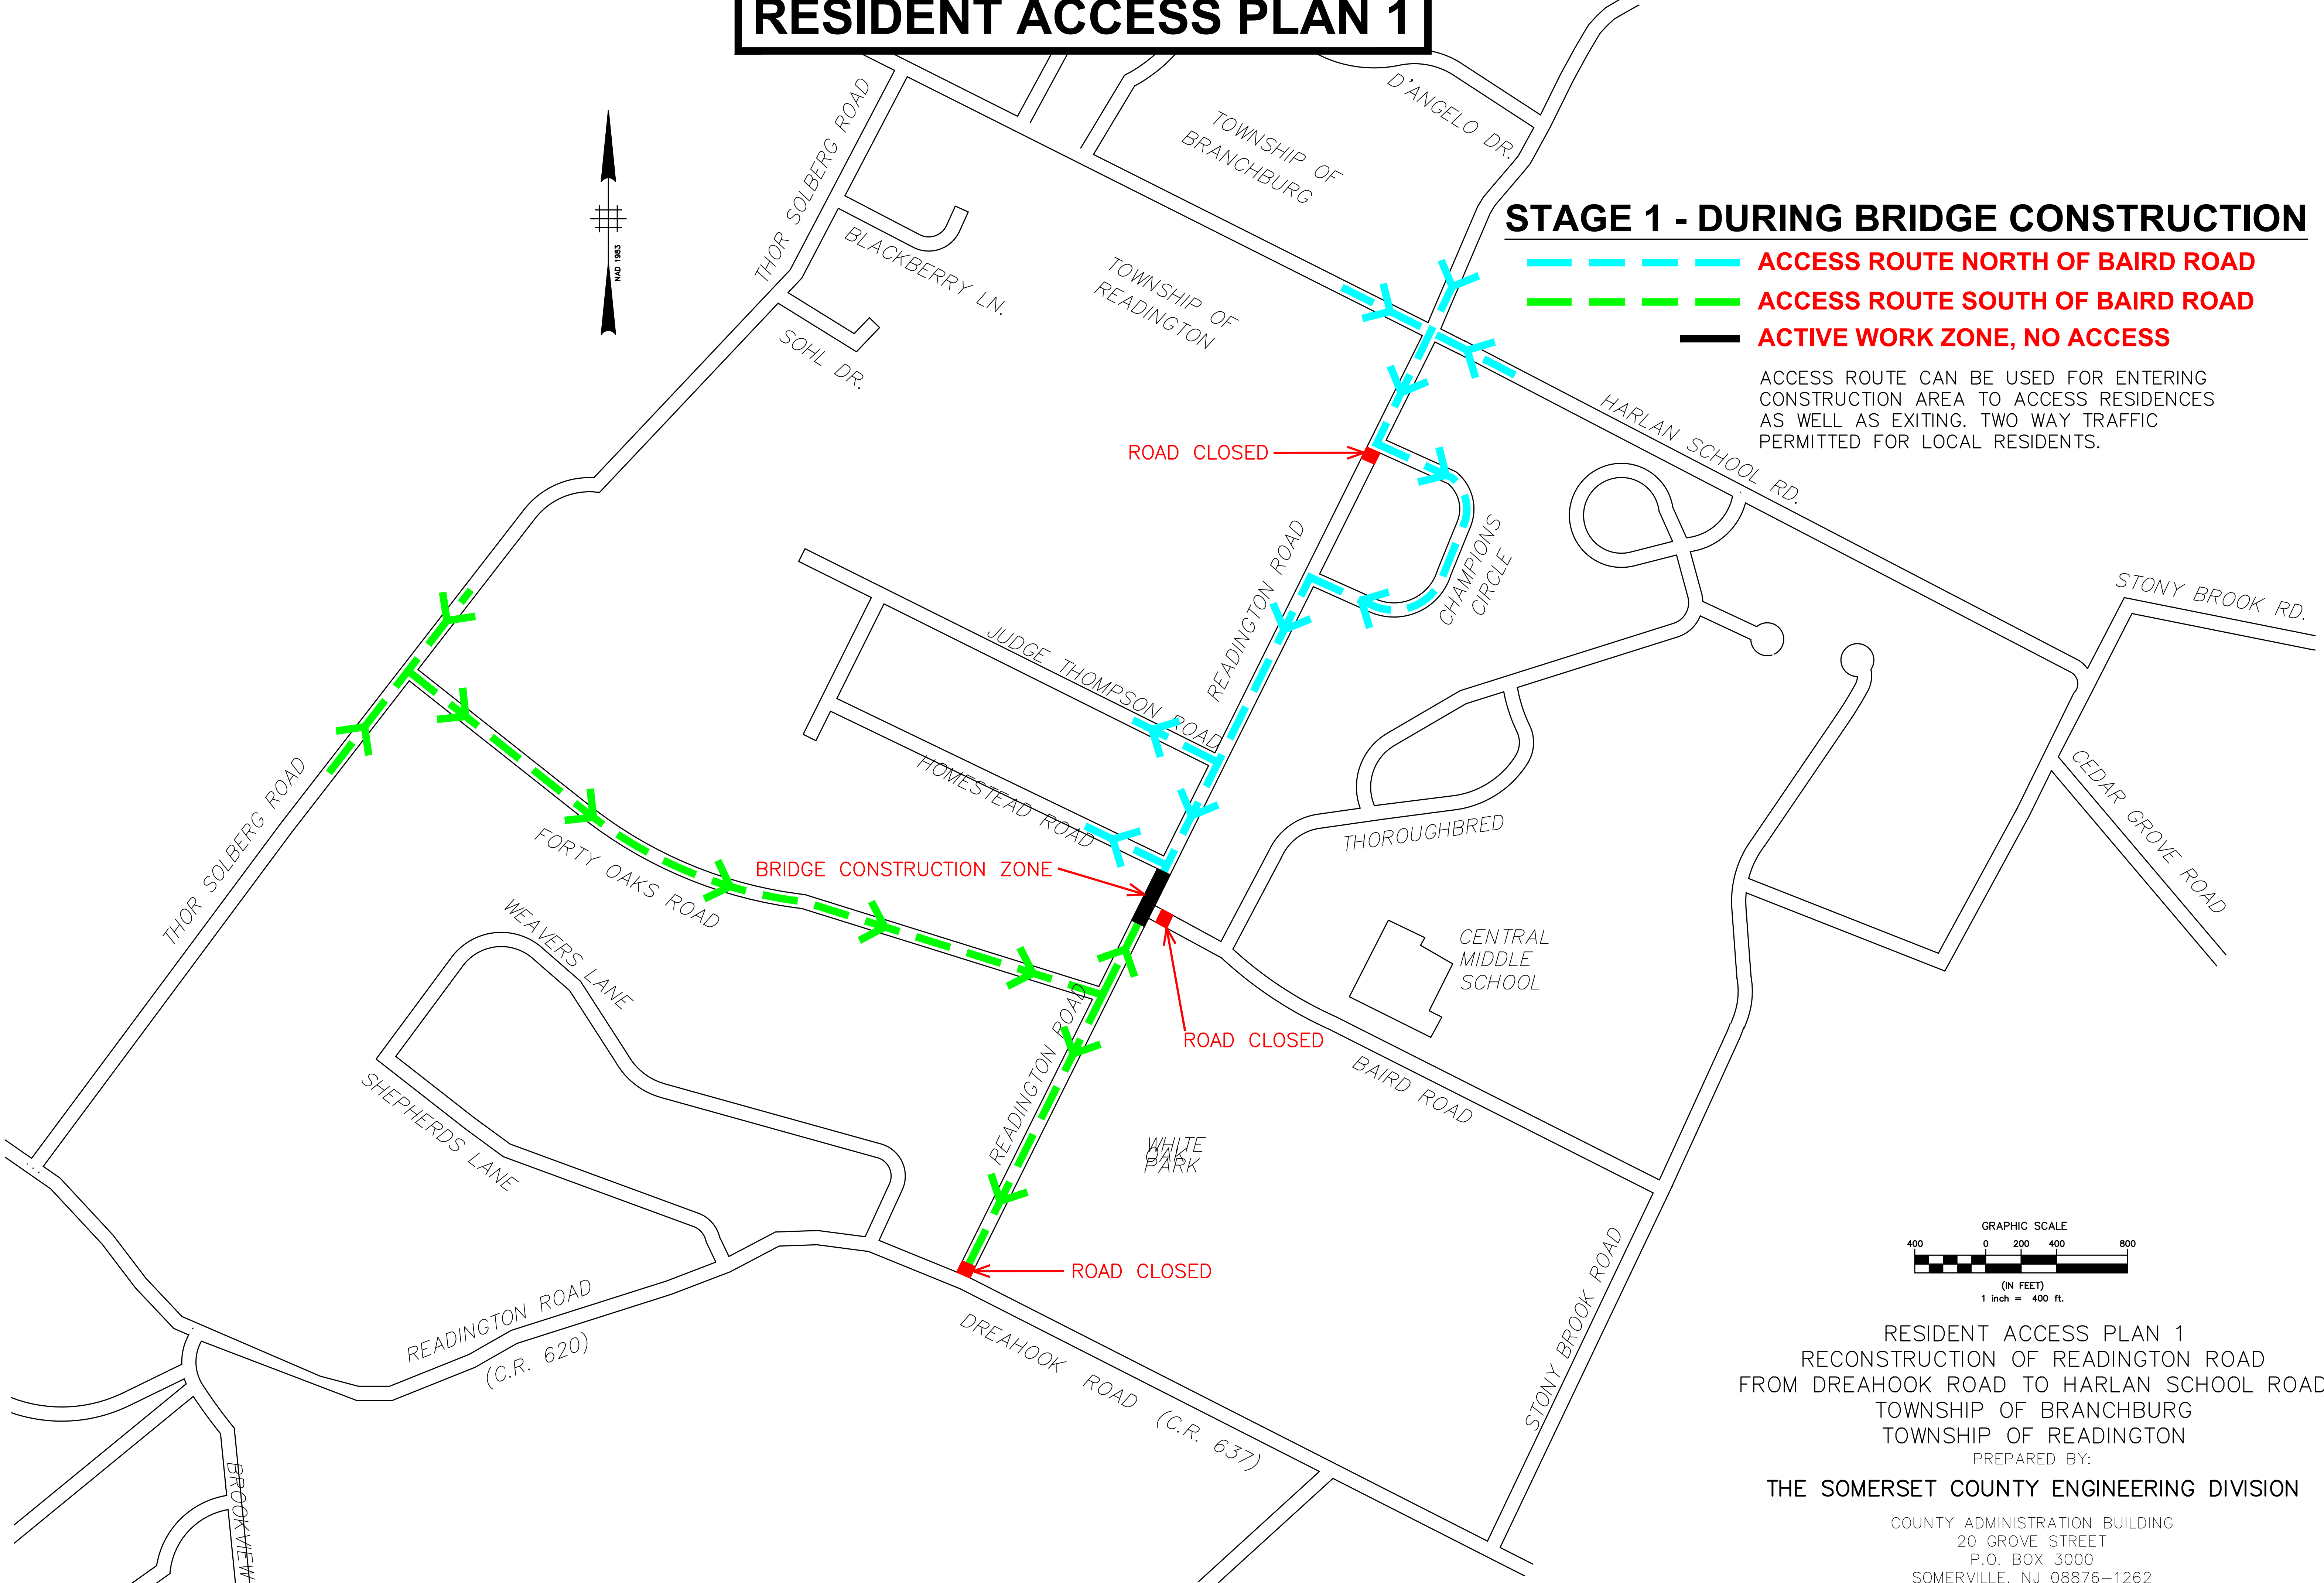 RESIDENT ACCESS PLAN 1
D'ANGELO DR.
TOWNSHIP OF
BRANCHBURG
THOR SOLBERG ROAD
NAD 1983
BLACKBERRY LN.
SOHL DR.
TOWNSHIP OF
READINGTON
STAGE 1 - DURING BRIDGE CONSTRUCTION
ACCESS ROUTE NORTH OF BAIRD ROAD
ACCESS ROUTE SOUTH OF BAIRD ROAD
ACTIVE WORK ZONE, NO ACCESS
ACCESS ROUTE CAN BE USED FOR ENTERING
CONSTRUCTION AREA TO ACCESS RESIDENCES
AS WELL AS EXITING. TWO WAY TRAFFIC
PERMITTED FOR LOCAL RESIDENTS.
HARLAN SCHOOL RD.
ROAD CLOSED
READINGTON ROAD
CHAMPIONS
CIRCLE
STONY BROOK RD.
JUDGE THOMPSON ROAD
HOMESTEAD ROAD
THOR SOLBERG ROAD
FORTY OAKS ROAD
THOROUGHBRED
CEDAR GROVE ROAD
BRIDGE CONSTRUCTION ZONE
WEAVERS LANE
CENTRAL
MIDDLE
SCHOOL
ROAD CLOSED
READINGTON ROAD
BAIRD ROAD
SHEPHERDS LANE
WHITE
OAK
PARK
ROAD CLOSED
READINGTON ROAD
(C.R. 620)
DREAHOOK ROAD (C.R. 637)
STONY BROOK ROAD
BROOKVIEW
GRAPHIC SCALE
400 0 200 400 800
(IN FEET)
1 inch = 400 ft.
RESIDENT ACCESS PLAN 1
RECONSTRUCTION OF READINGTON ROAD
FROM DREAHOOK ROAD TO HARLAN SCHOOL ROAD
TOWNSHIP OF BRANCHBURG
TOWNSHIP OF READINGTON
PREPARED BY:
THE SOMERSET COUNTY ENGINEERING DIVISION
COUNTY ADMINISTRATION BUILDING
20 GROVE STREET
P.O. BOX 3000
SOMERVILLE, NJ 08876-1262